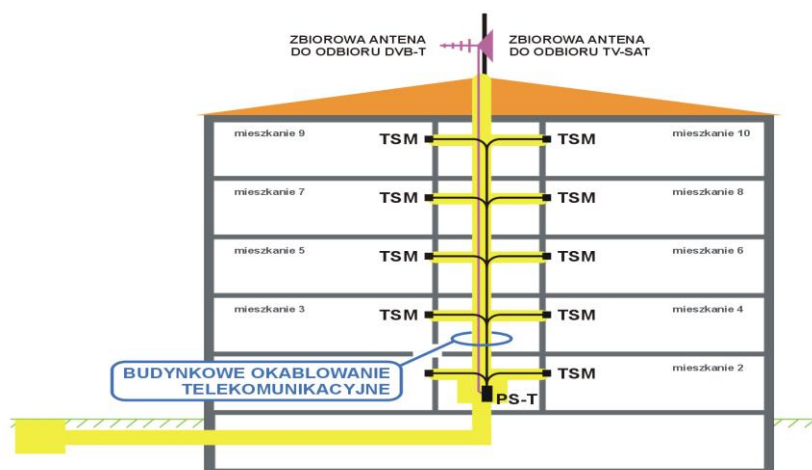 ZBIOROWA ANTENA
DO ODBIORU DVB-T
ZBIOROWA ANTENA
DO ODBIORU TV-SAT
mieszkanie 9
TSM
TSM
mieszkanie 10
mieszkanie 7
TSM
TSM
mieszkanie 8
mieszkanie 5
TSM
TSM
mieszkanie 6
mieszkanie 3
TSM
TSM
mieszkanie 4
BUDYNKOWE OKABLOWANIE
TELEKOMUNIKACYJNE
TSM
mieszkanie 2
PS-T